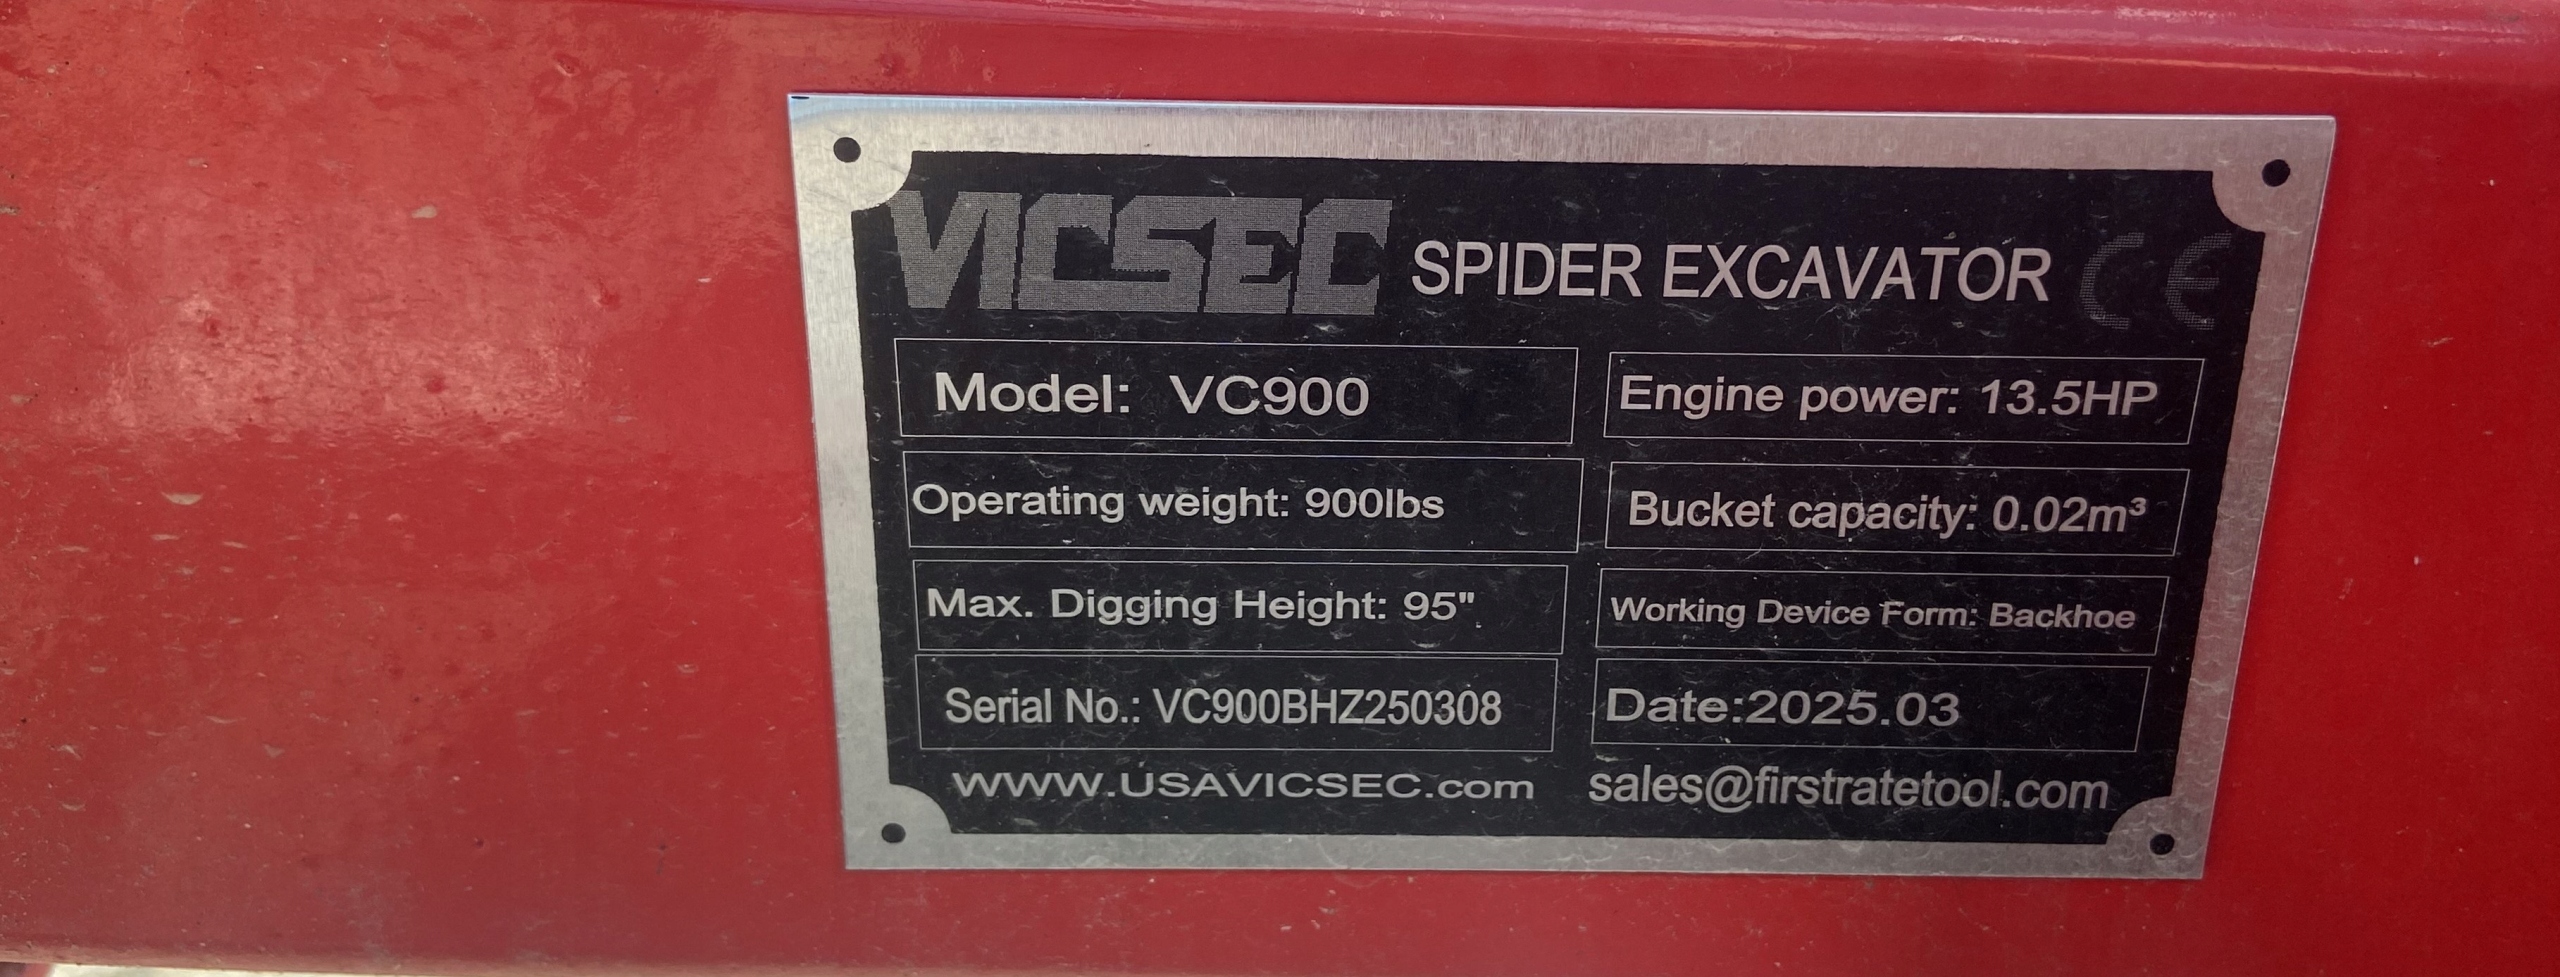 VICSEC SPIDER EXCAVATOR CE
Model: VC900
Engine power: 13.5HP
Operating weight: 900lbs
Bucket capacity: 0.02m³
Max. Digging Height: 95"
Working Device Form: Backhoe
Serial No.: VC900BHZ250308
Date:2025.03
WWW.USAVICSEC.com
sales@firstratetool.com